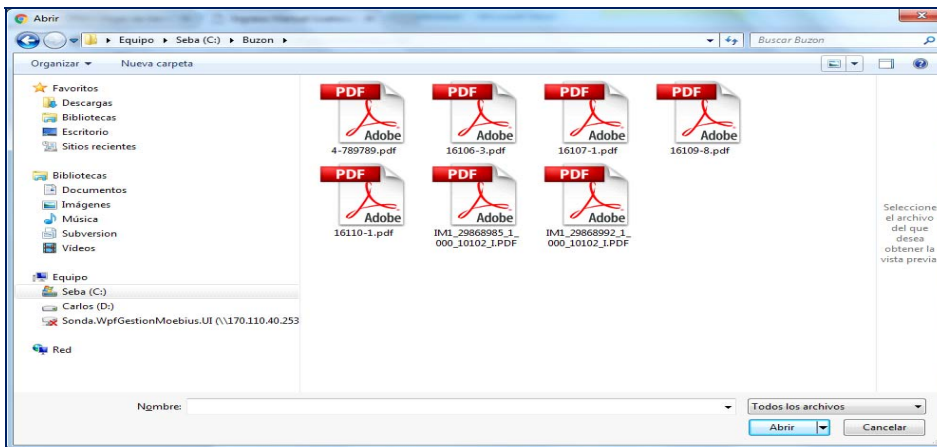 Abrir
Equipo Seba (C:) Buzon
Buscar Buzon
Organizar Nueva carpeta
Favoritos
Descargas
Bibliotecas
Escritorio
Sitios recientes
Bibliotecas
Documentos
Imágenes
Música
Subversion
Vídeos
Equipo
Seba (C:)
Carlos (D:)
Sonda.WpfGestionMoebius.UI (\\170.110.40.253
Red
PDF PDF PDF PDF
Adobe Adobe Adobe Adobe
4-789789.pdf 16106-3.pdf 16107-1.pdf 16109-8.pdf
PDF PDF PDF
Adobe Adobe Adobe
16110-1.pdf IM1_29868985_1_ IM1_29868992_1_
000_10102_I.PDF 000_10102_I.PDF
Seleccione
el archivo
del que
desea
obtener la
vista previa
Nombre:
Todos los archivos
Abrir Cancelar